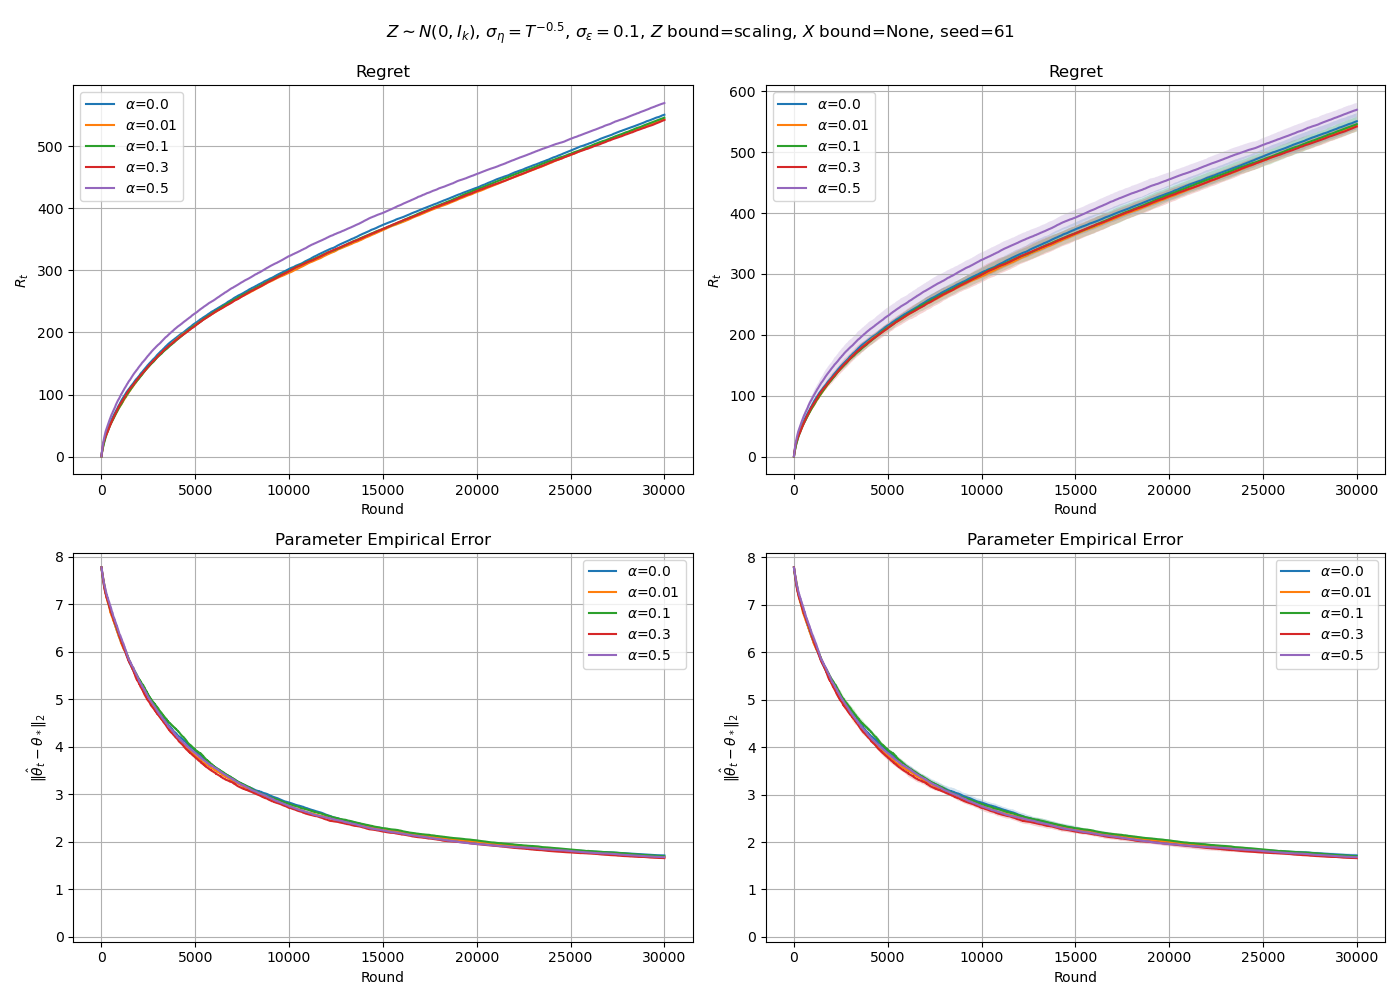 Z ∼ N(0, I_k), σ_η = T^{−0.5}, σ_ε = 0.1, Z bound=scaling, X bound=None, seed=61
Regret
α=0.0
α=0.01
α=0.1
α=0.3
α=0.5
500
400
300
200
100
0
R_t
0 5000 10000 15000 20000 25000 30000
Round
Regret
α=0.0
α=0.01
α=0.1
α=0.3
α=0.5
600
500
400
300
200
100
0
R_t
0 5000 10000 15000 20000 25000 30000
Round
Parameter Empirical Error
α=0.0
α=0.01
α=0.1
α=0.3
α=0.5
8
7
6
5
4
3
2
1
0
‖θ̂_t − θ_*‖_2
0 5000 10000 15000 20000 25000 30000
Round
Parameter Empirical Error
α=0.0
α=0.01
α=0.1
α=0.3
α=0.5
8
7
6
5
4
3
2
1
0
‖θ̂_t − θ_*‖_2
0 5000 10000 15000 20000 25000 30000
Round